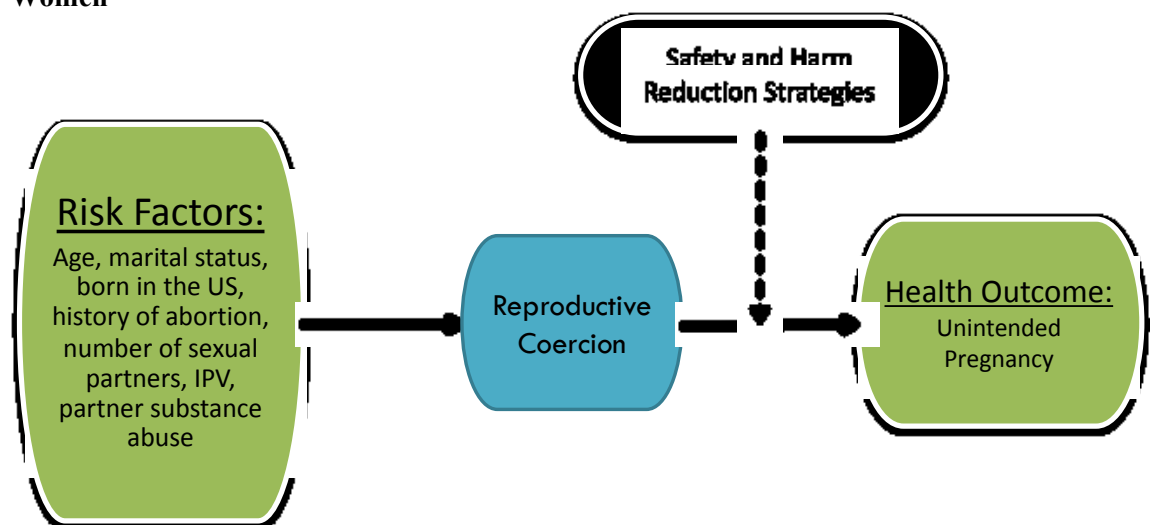 Women
Safety and Harm
Reduction Strategies
Risk Factors:
Age, marital status,
born in the US,
history of abortion,
number of sexual
partners, IPV,
partner substance
abuse
Reproductive
Coercion
Health Outcome:
Unintended
Pregnancy